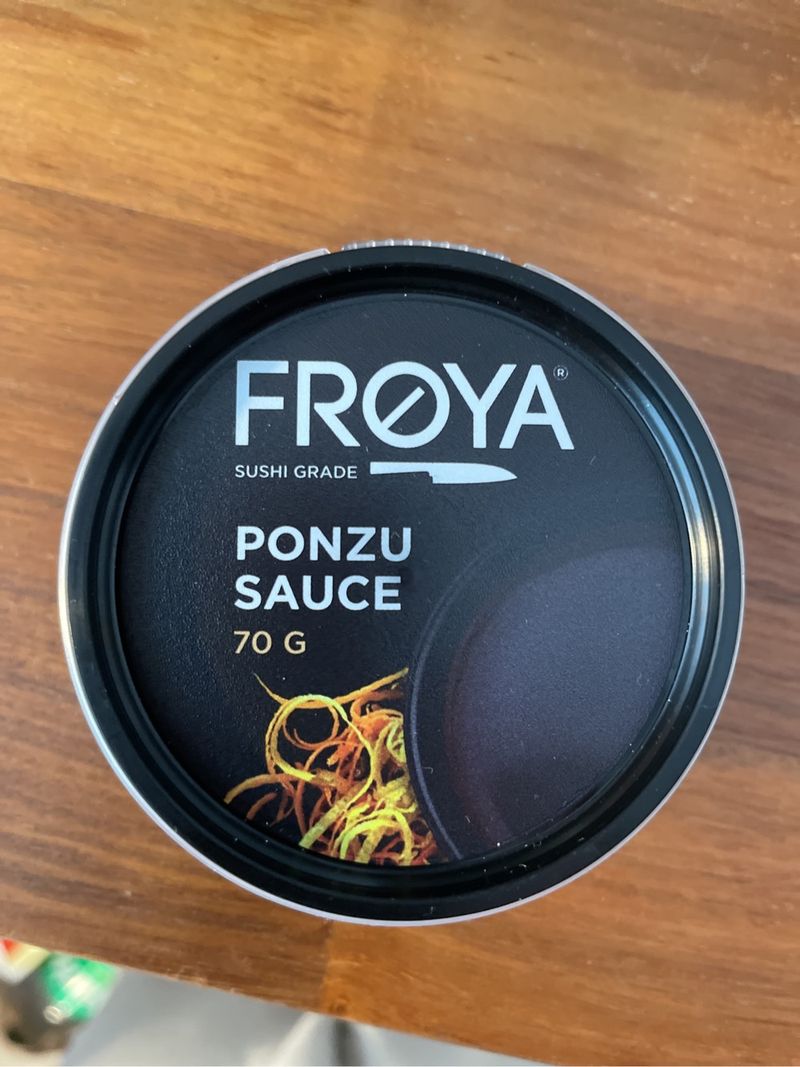 FRØYA®
SUSHI GRADE
PONZU
SAUCE
70 G